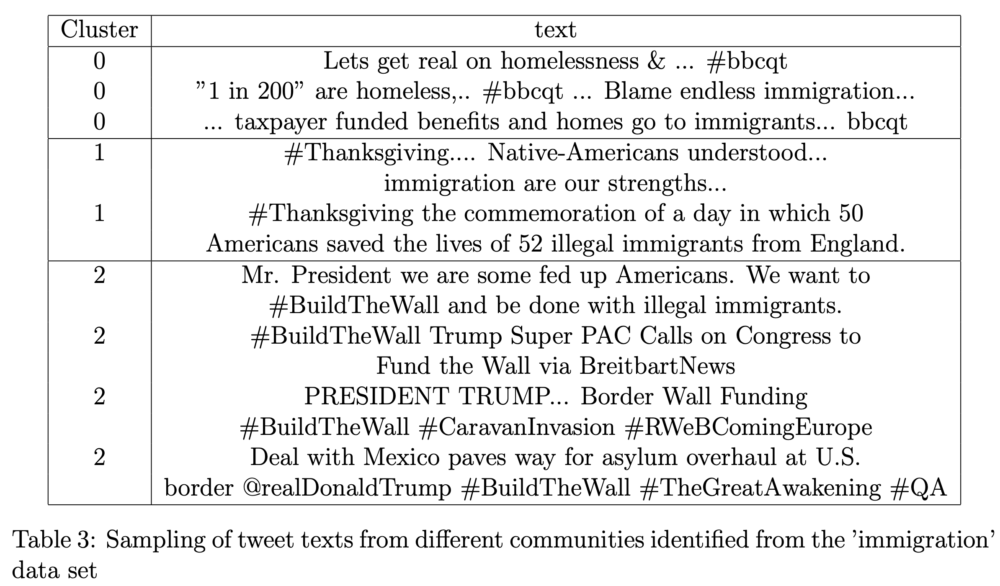 Cluster text
0 Lets get real on homelessness & ... #bbcqt
0 ”1 in 200” are homeless,.. #bbcqt ... Blame endless immigration...
0 ... taxpayer funded benefits and homes go to immigrants... bbcqt
1 #Thanksgiving.... Native-Americans understood...
immigration are our strengths...
1 #Thanksgiving the commemoration of a day in which 50
Americans saved the lives of 52 illegal immigrants from England.
2 Mr. President we are some fed up Americans. We want to
#BuildTheWall and be done with illegal immigrants.
2 #BuildTheWall Trump Super PAC Calls on Congress to
Fund the Wall via BreitbartNews
2 PRESIDENT TRUMP... Border Wall Funding
#BuildTheWall #CaravanInvasion #RWeBComingEurope
2 Deal with Mexico paves way for asylum overhaul at U.S.
border @realDonaldTrump #BuildTheWall #TheGreatAwakening #QA
Table 3: Sampling of tweet texts from different communities identified from the ’immigration’
data set